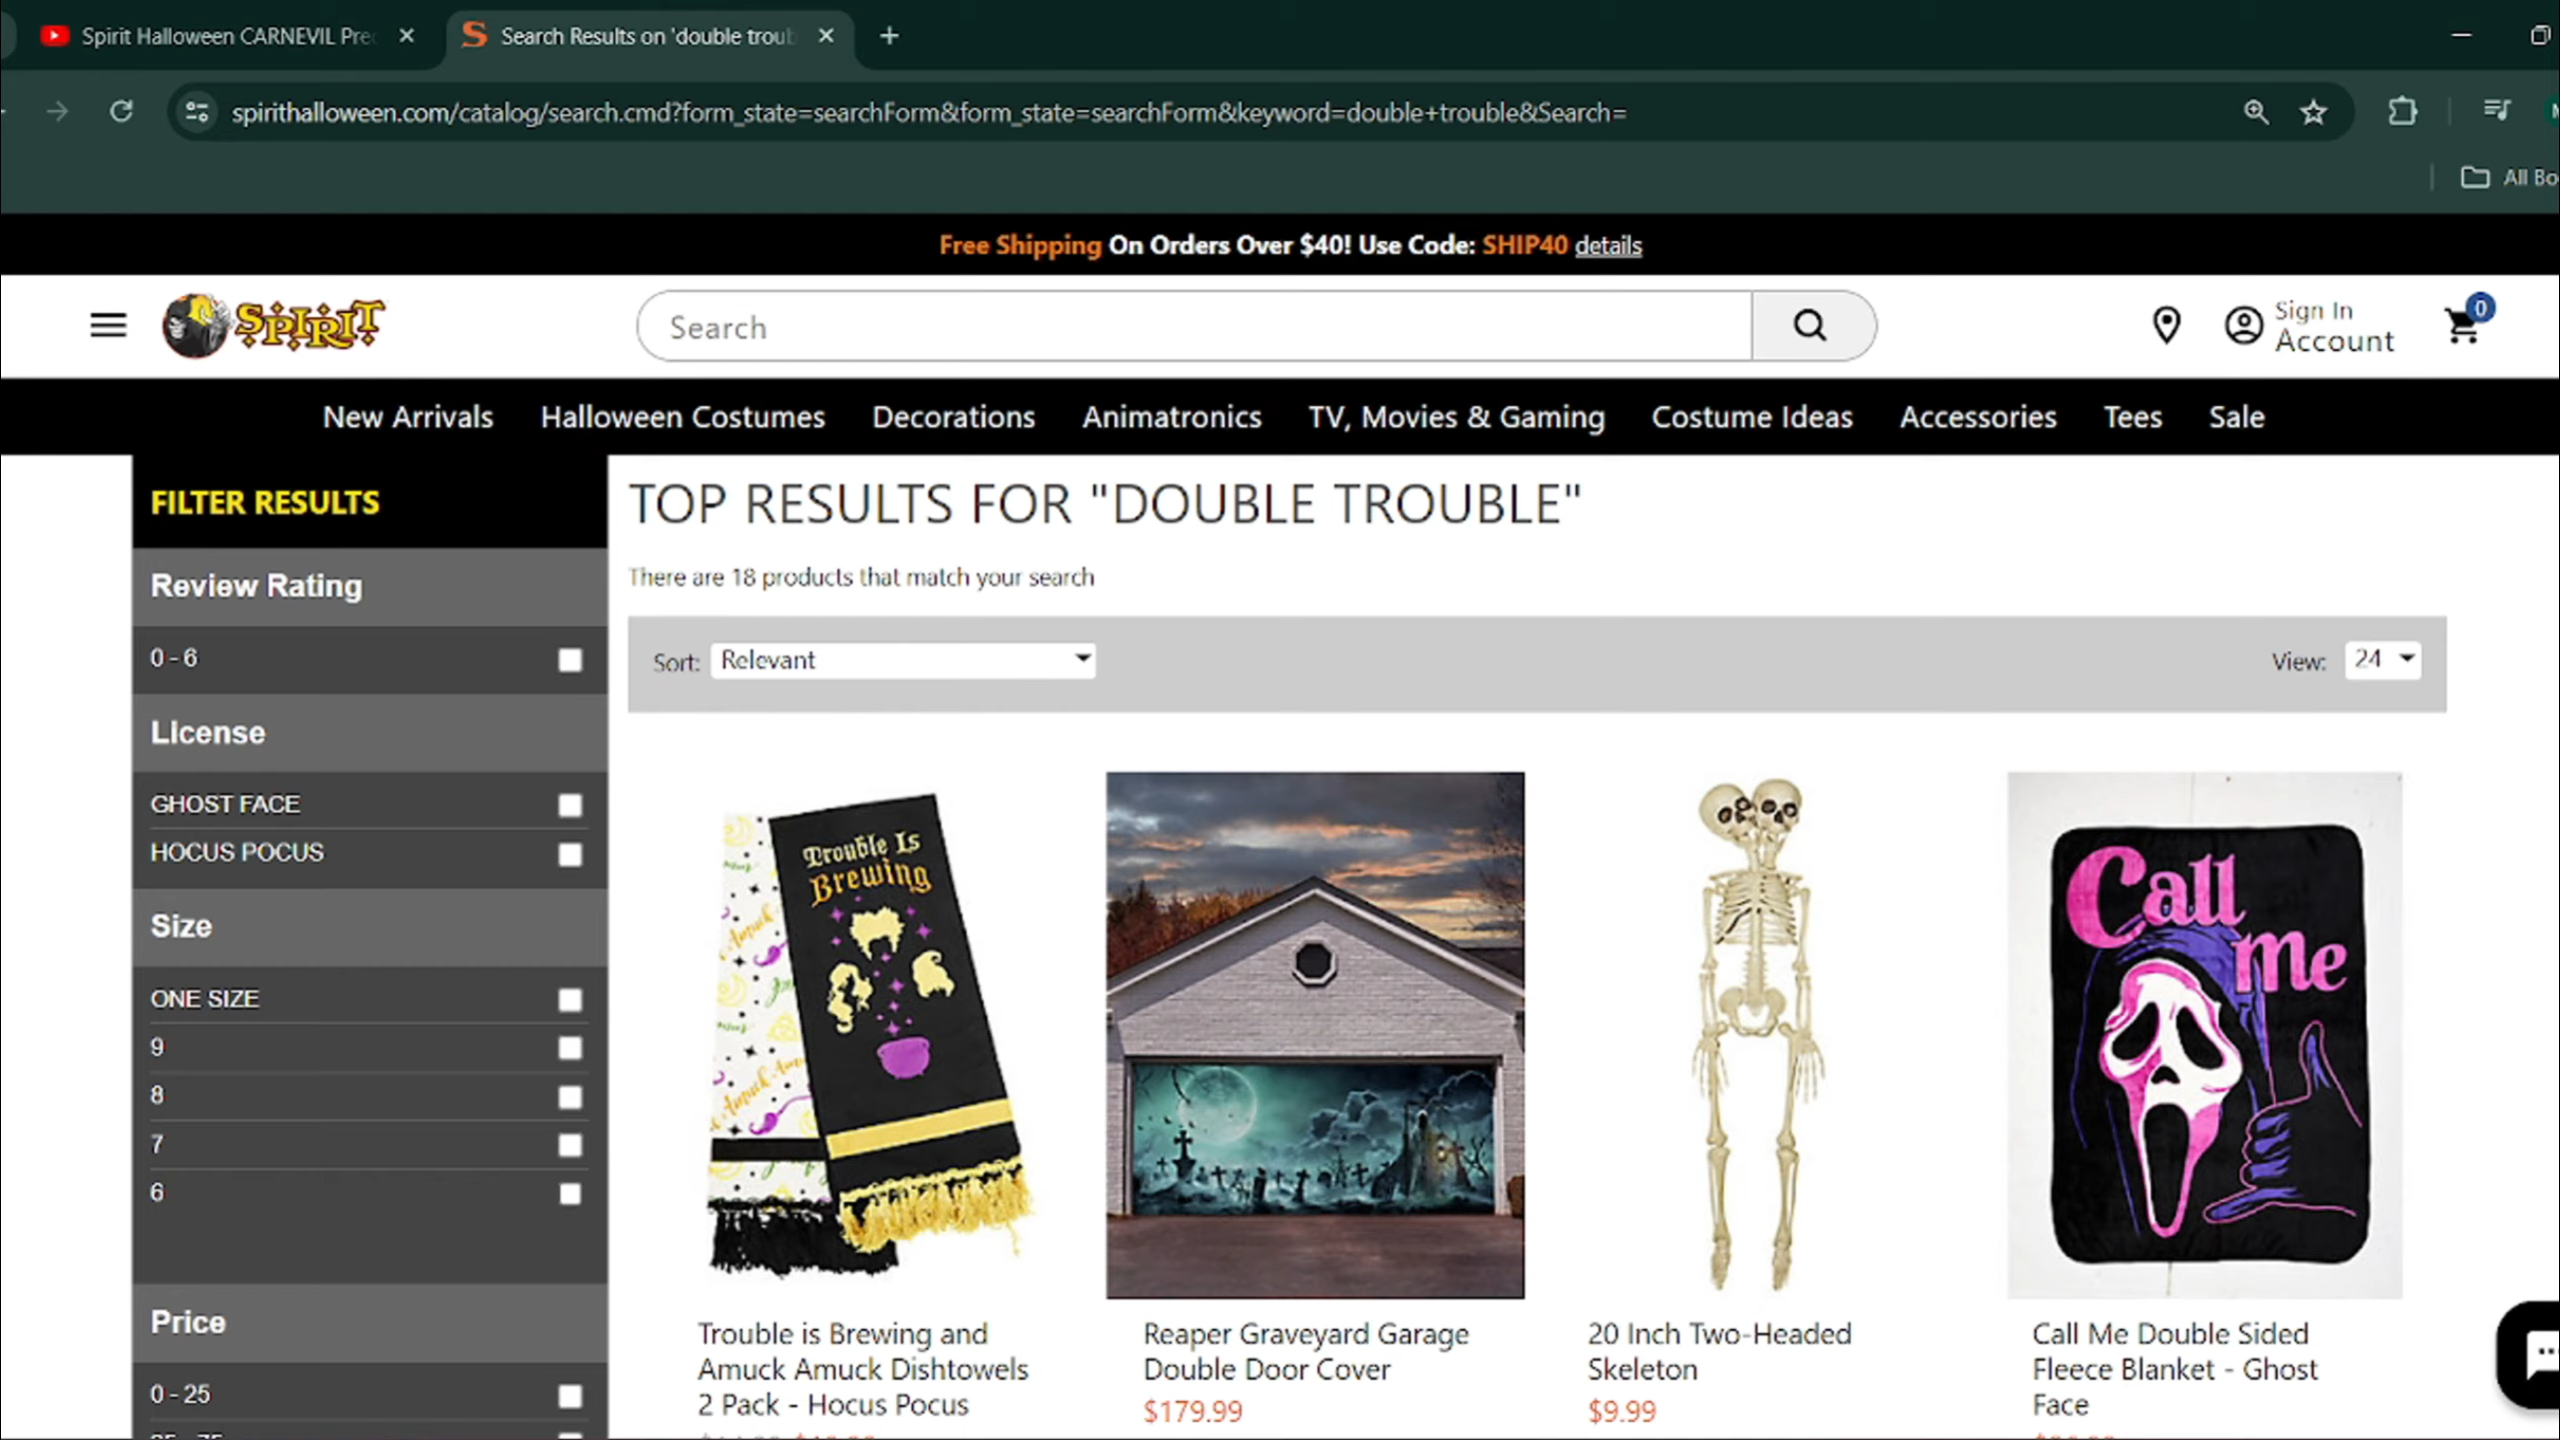 Spirit Halloween CARNEVIL Pre
Search Results on 'double trou
spirithalloween.com/catalog/search.cmd?form_state=searchForm&form_state=searchForm&keyword=double+trouble&Search=
All Bo
Free Shipping On Orders Over $40! Use Code: SHIP40 details
SPIRIT
Search
Sign In
Account
0
New Arrivals Halloween Costumes Decorations Animatronics TV, Movies & Gaming Costume Ideas Accessories Tees Sale
FILTER RESULTS
Review Rating
0 - 6
LIcense
GHOST FACE
HOCUS POCUS
Size
ONE SIZE
9
8
7
6
Price
0 - 25
TOP RESULTS FOR "DOUBLE TROUBLE"
There are 18 products that match your search
Sort: Relevant
View: 24
Trouble Is
Brewing
Call
Me
Trouble is Brewing and
Amuck Amuck Dishtowels
2 Pack - Hocus Pocus
Reaper Graveyard Garage
Double Door Cover
$179.99
20 Inch Two-Headed
Skeleton
$9.99
Call Me Double Sided
Fleece Blanket - Ghost
Face